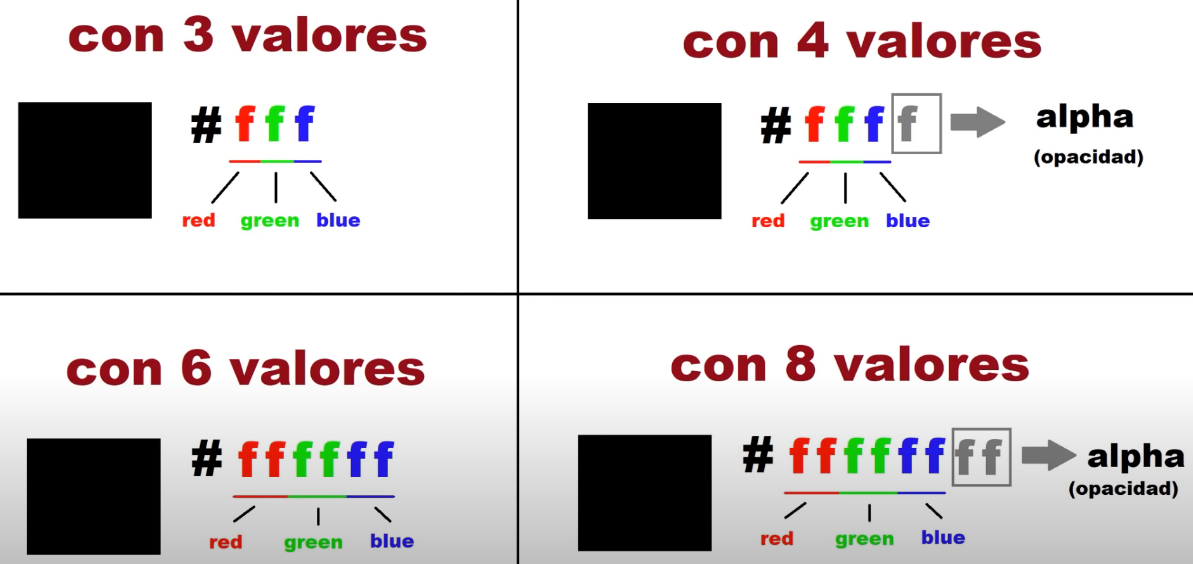 con 3 valores
# f f f
red green blue
con 4 valores
# f f f f alpha
(opacidad)
red green blue
con 6 valores
# f f f f f f
red green blue
con 8 valores
# f f f f f f f f alpha
(opacidad)
red green blue